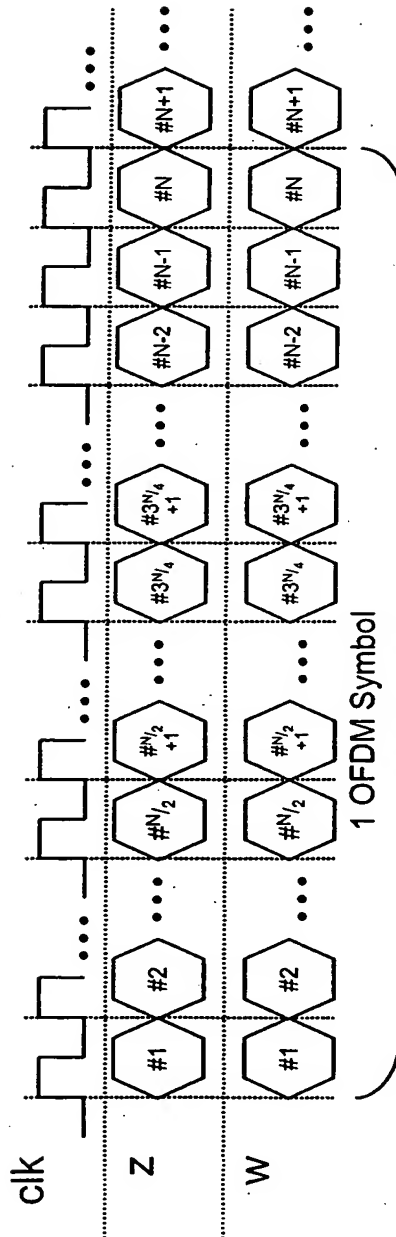 clk
z #1 #2 ••• #N/2 #N/2+1 ••• #3N/4 #3N/4+1 ••• #N-2 #N-1 #N #N+1 •••
w #1 #2 ••• #N/2 #N/2+1 ••• #3N/4 #3N/4+1 ••• #N-2 #N-1 #N #N+1 •••
1 OFDM Symbol